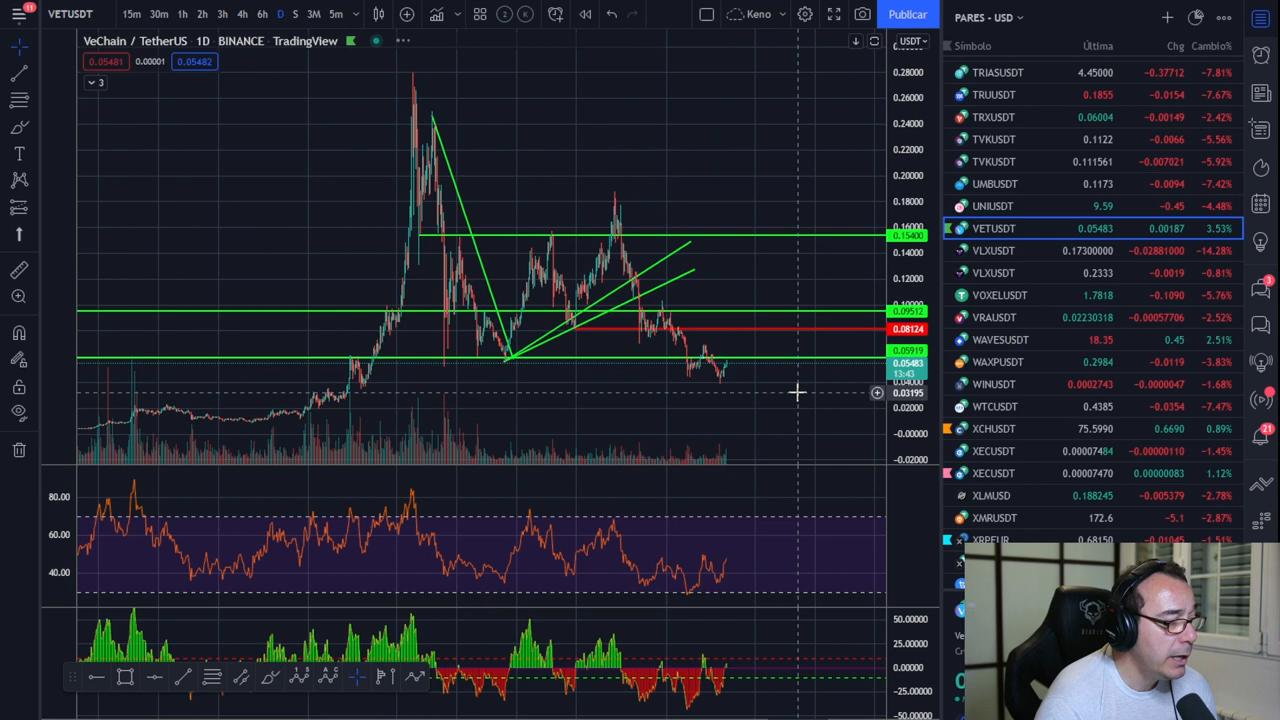 11
VETUSDT
15m 30m 1h 2h 3h 4h 6h D S 3M 5m
2
K
Keno
Publicar
PARES - USD
VeChain / TetherUS · 1D · BINANCE · TradingView
USDT
0.05481 0.00001 0.05482
3
Símbolo Última Chg Cambio%
TRIASUSDT 4.45000 −0.37712 −7.81%
TRUUSDT 0.1855 −0.0154 −7.67%
TRXUSDT 0.06004 −0.00149 −2.42%
TVKUSDT 0.1122 −0.0066 −5.56%
TVKUSDT 0.111561 −0.007021 −5.92%
UMBUSDT 0.1173 −0.0094 −7.42%
UNIUSDT 9.59 −0.45 −4.48%
VETUSDT 0.05483 0.00187 3.53%
VLXUSDT 0.17300000 −0.02881000 −14.28%
VLXUSDT 0.2333 −0.0019 −0.81%
VOXELUSDT 1.7818 −0.1090 −5.76%
VRAUSDT 0.02230318 −0.00057706 −2.52%
WAVESUSDT 18.35 0.45 2.51%
WAXPUSDT 0.2984 −0.0119 −3.83%
WINUSDT 0.0002743 −0.0000047 −1.68%
WTCUSDT 0.4385 −0.0354 −7.47%
XCHUSDT 75.5990 0.6690 0.89%
XECUSDT 0.00007484 −0.00000110 −1.45%
XECUSDT 0.00007470 0.00000083 1.12%
XLMUSD 0.188245 −0.005379 −2.78%
XMRUSDT 172.6 −5.1 −2.87%
XRPEUR 0.68150 −1.51%
0.28000
0.26000
0.24000
0.22000
0.20000
0.18000
0.16000
0.15400
0.14000
0.12000
0.10000
0.09512
0.08124
0.05919
0.05483
13:43
0.04000
0.03195
0.02000
−0.00000
−0.02000
80.00
60.00
40.00
50.00000
25.00000
0.00000
−25.00000
−50.00000
3
21